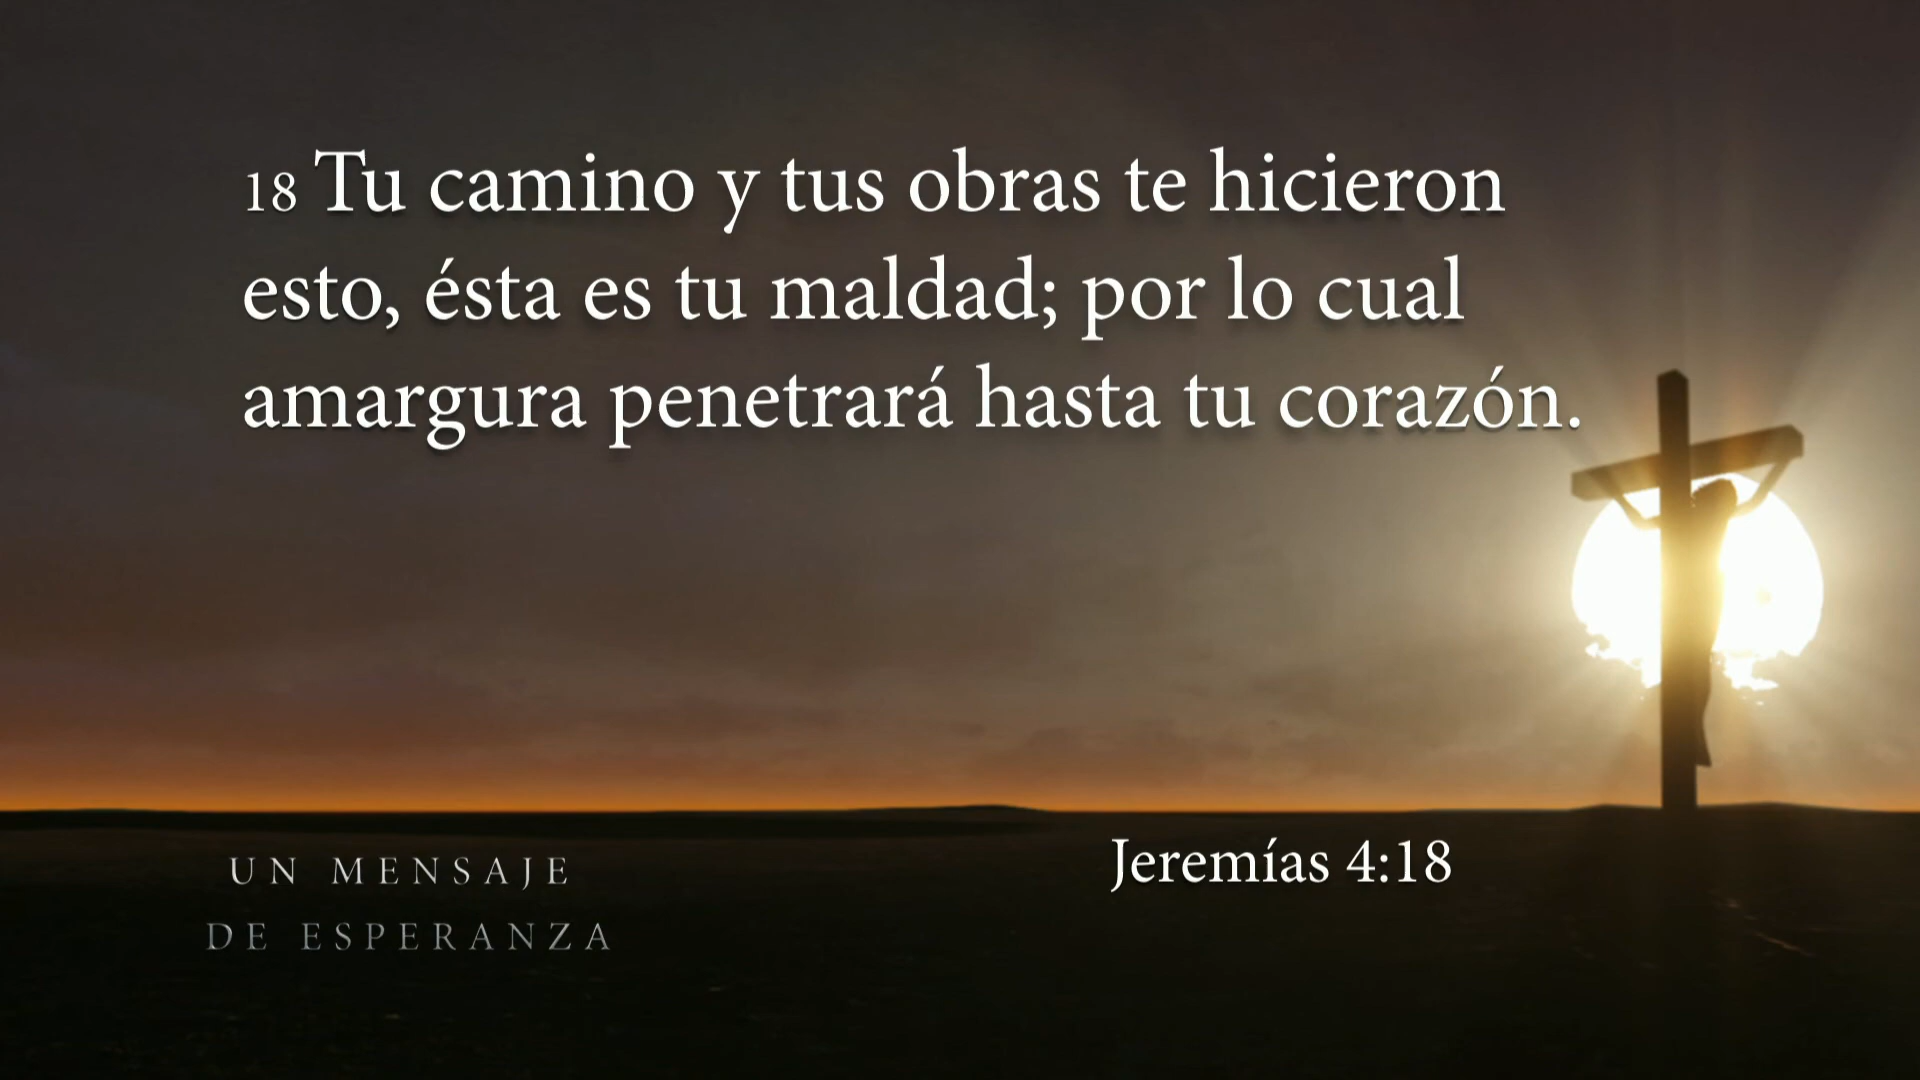 18 Tu camino y tus obras te hicieron
esto, ésta es tu maldad; por lo cual
amargura penetrará hasta tu corazón.
Jeremías 4:18
UN MENSAJE
DE ESPERANZA